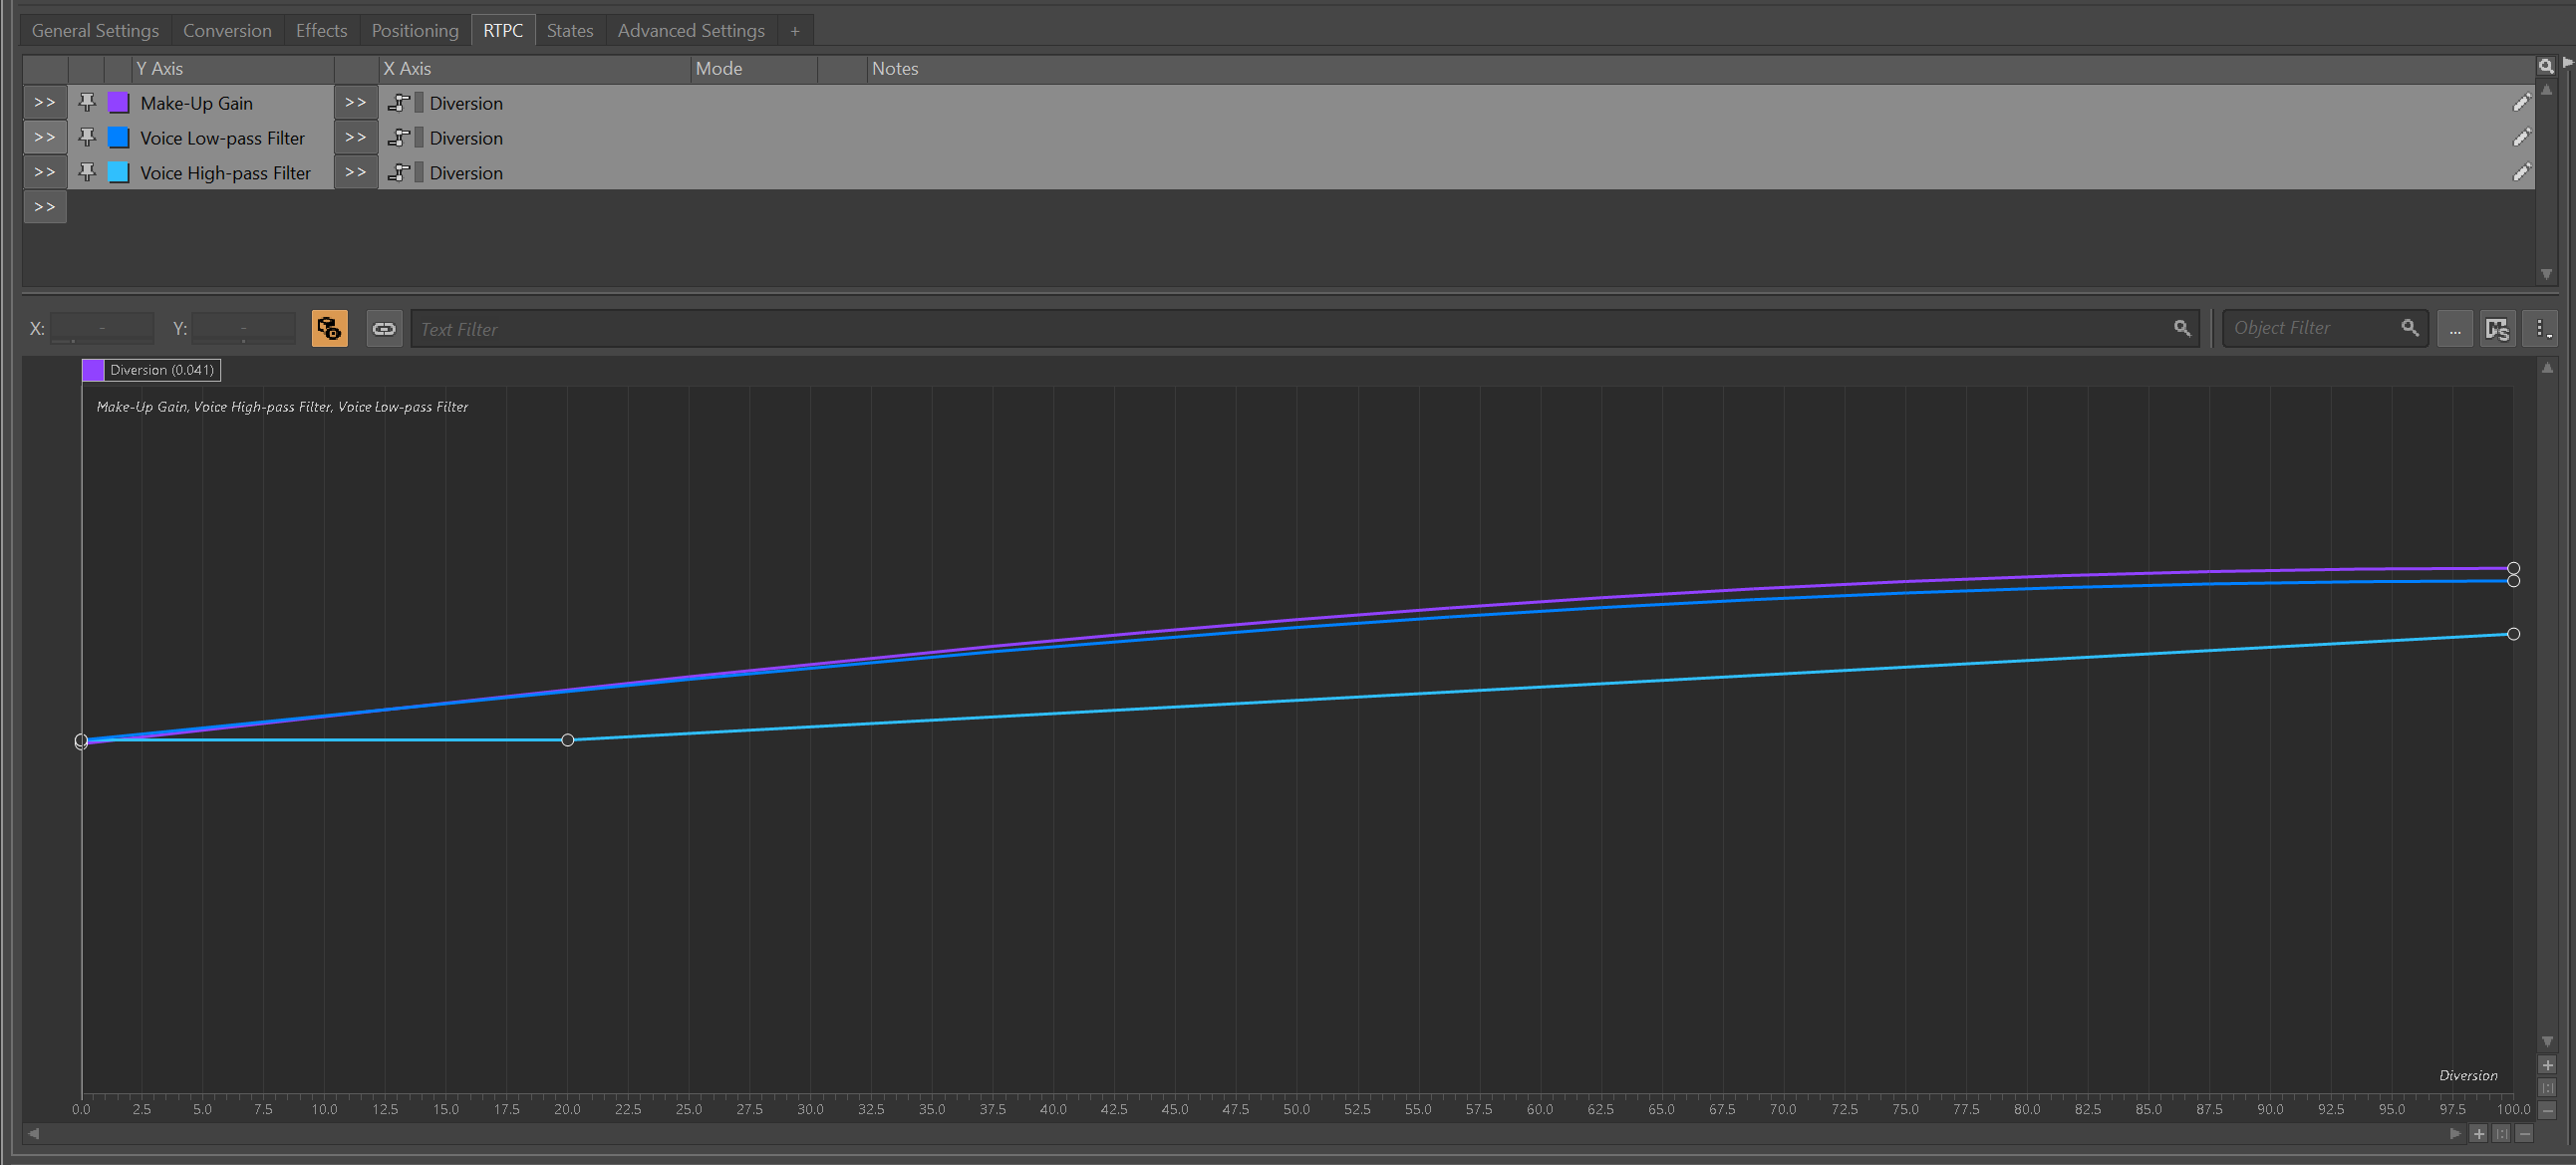 General Settings Conversion Effects Positioning RTPC States Advanced Settings +
Y Axis X Axis Mode Notes
>> Make-Up Gain >> Diversion
>> Voice Low-pass Filter >> Diversion
>> Voice High-pass Filter >> Diversion
>>
X: - Y: - Text Filter Object Filter ...
Diversion (0.041)
Make-Up Gain, Voice High-pass Filter, Voice Low-pass Filter
Diversion
0.0 2.5 5.0 7.5 10.0 12.5 15.0 17.5 20.0 22.5 25.0 27.5 30.0 32.5 35.0 37.5 40.0 42.5 45.0 47.5 50.0 52.5 55.0 57.5 60.0 62.5 65.0 67.5 70.0 72.5 75.0 77.5 80.0 82.5 85.0 87.5 90.0 92.5 95.0 97.5 100.0